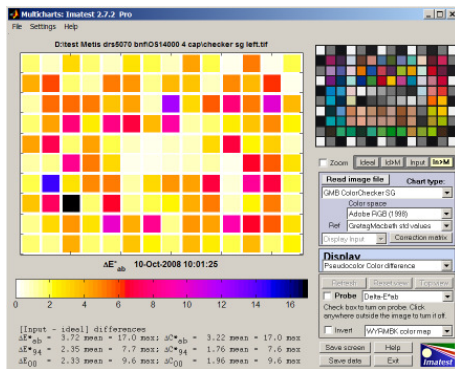 Multicharts: Imatest 2.7.2 Pro
File Settings Help
D:\test Metis drs5070 bnf\OS14000 4 cap\checker sg left.tif
ΔE*ab 10-Oct-2008 10:01:25
0 2 4 6 8 10 12 14 16
[Input - ideal] differences
ΔE*ab = 3.72 mean = 17.0 max; ΔC*ab = 3.22 mean = 17.0 max
ΔE*94 = 2.35 mean = 7.7 max; ΔC*94 = 1.76 mean = 7.6 max
ΔE00 = 2.33 mean = 9.6 max; ΔC00 = 1.96 mean = 9.6 max
Zoom Ideal Id>M Input In>M
Read image file Chart type:
GMB ColorChecker SG
Color space
Adobe RGB (1998)
Ref GretagMacbeth std values
Display Input Correction matrix
Display
Pseudocolor Color difference
Refresh Reset view Top view
Probe Delta-E*ab
Check box to turn on probe. Click
anywhere outside the image to turn it off.
Invert WYRMBK color map
Save screen Help
Save data Exit
Imatest